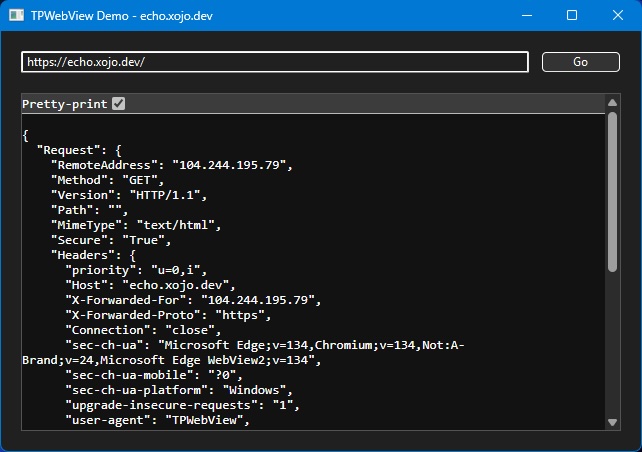 TPWebView Demo - echo.xojo.dev
https://echo.xojo.dev/
Go
Pretty-print
{
  "Request": {
    "RemoteAddress": "104.244.195.79",
    "Method": "GET",
    "Version": "HTTP/1.1",
    "Path": "",
    "MimeType": "text/html",
    "Secure": "True",
    "Headers": {
      "priority": "u=0,i",
      "Host": "echo.xojo.dev",
      "X-Forwarded-For": "104.244.195.79",
      "X-Forwarded-Proto": "https",
      "Connection": "close",
      "sec-ch-ua": "Microsoft Edge;v=134,Chromium;v=134,Not:A-
Brand;v=24,Microsoft Edge WebView2;v=134",
      "sec-ch-ua-mobile": "?0",
      "sec-ch-ua-platform": "Windows",
      "upgrade-insecure-requests": "1",
      "user-agent": "TPWebView",